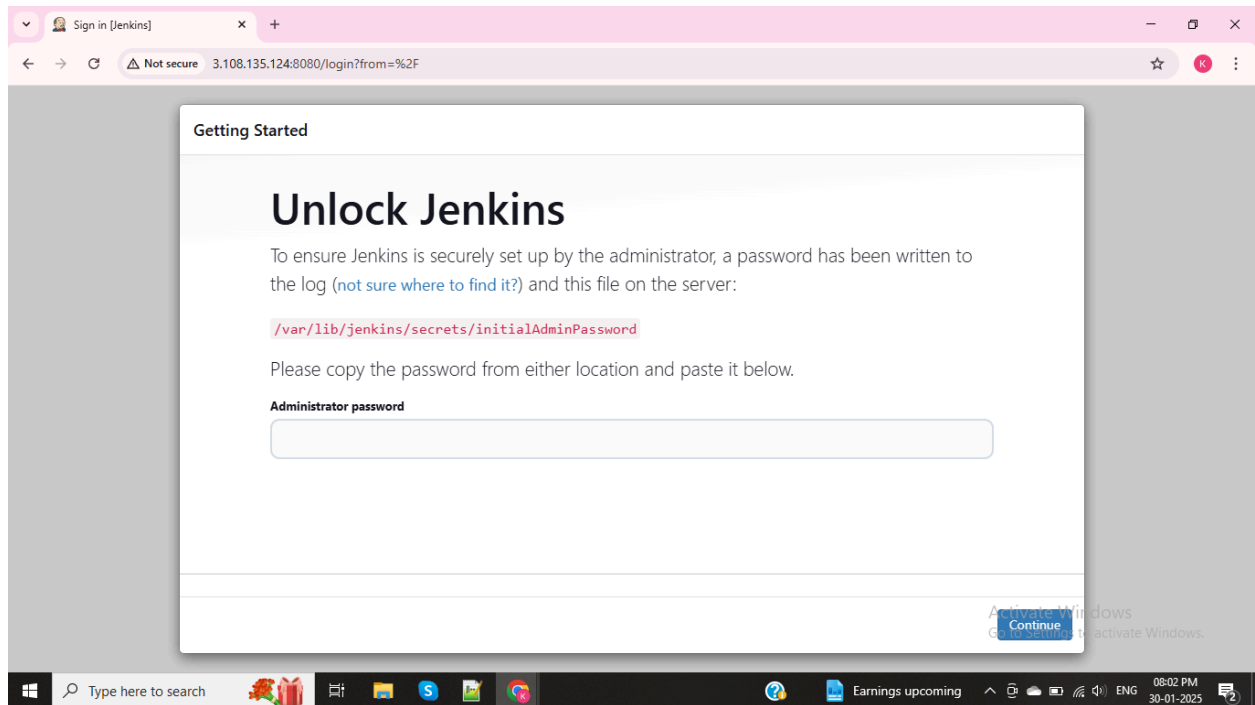 Sign in [Jenkins]
Not secure 3.108.135.124:8080/login?from=%2F
K
Getting Started
Unlock Jenkins
To ensure Jenkins is securely set up by the administrator, a password has been written to
the log (not sure where to find it?) and this file on the server:
/var/lib/jenkins/secrets/initialAdminPassword
Please copy the password from either location and paste it below.
Administrator password
Activate Windows
Continue
Go to Settings to activate Windows.
Type here to search
S
K
Earnings upcoming
ENG
08:02 PM
30-01-2025
2